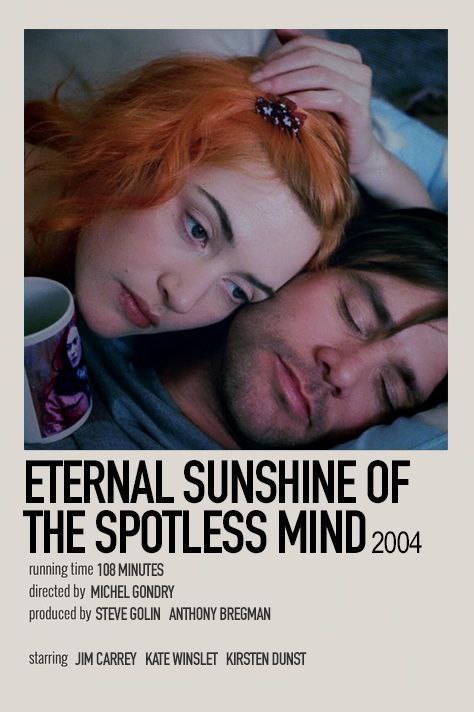 ETERNAL SUNSHINE OF
THE SPOTLESS MIND 2004
running time 108 MINUTES
directed by MICHEL GONDRY
produced by STEVE GOLIN ANTHONY BREGMAN
starring JIM CARREY KATE WINSLET KIRSTEN DUNST